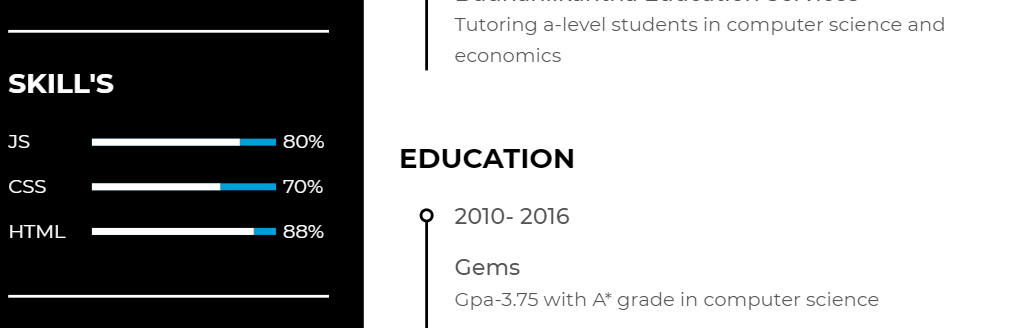 SKILL'S
JS 80%
CSS 70%
HTML 88%
Tutoring a-level students in computer science and
economics
EDUCATION
2010- 2016
Gems
Gpa-3.75 with A* grade in computer science